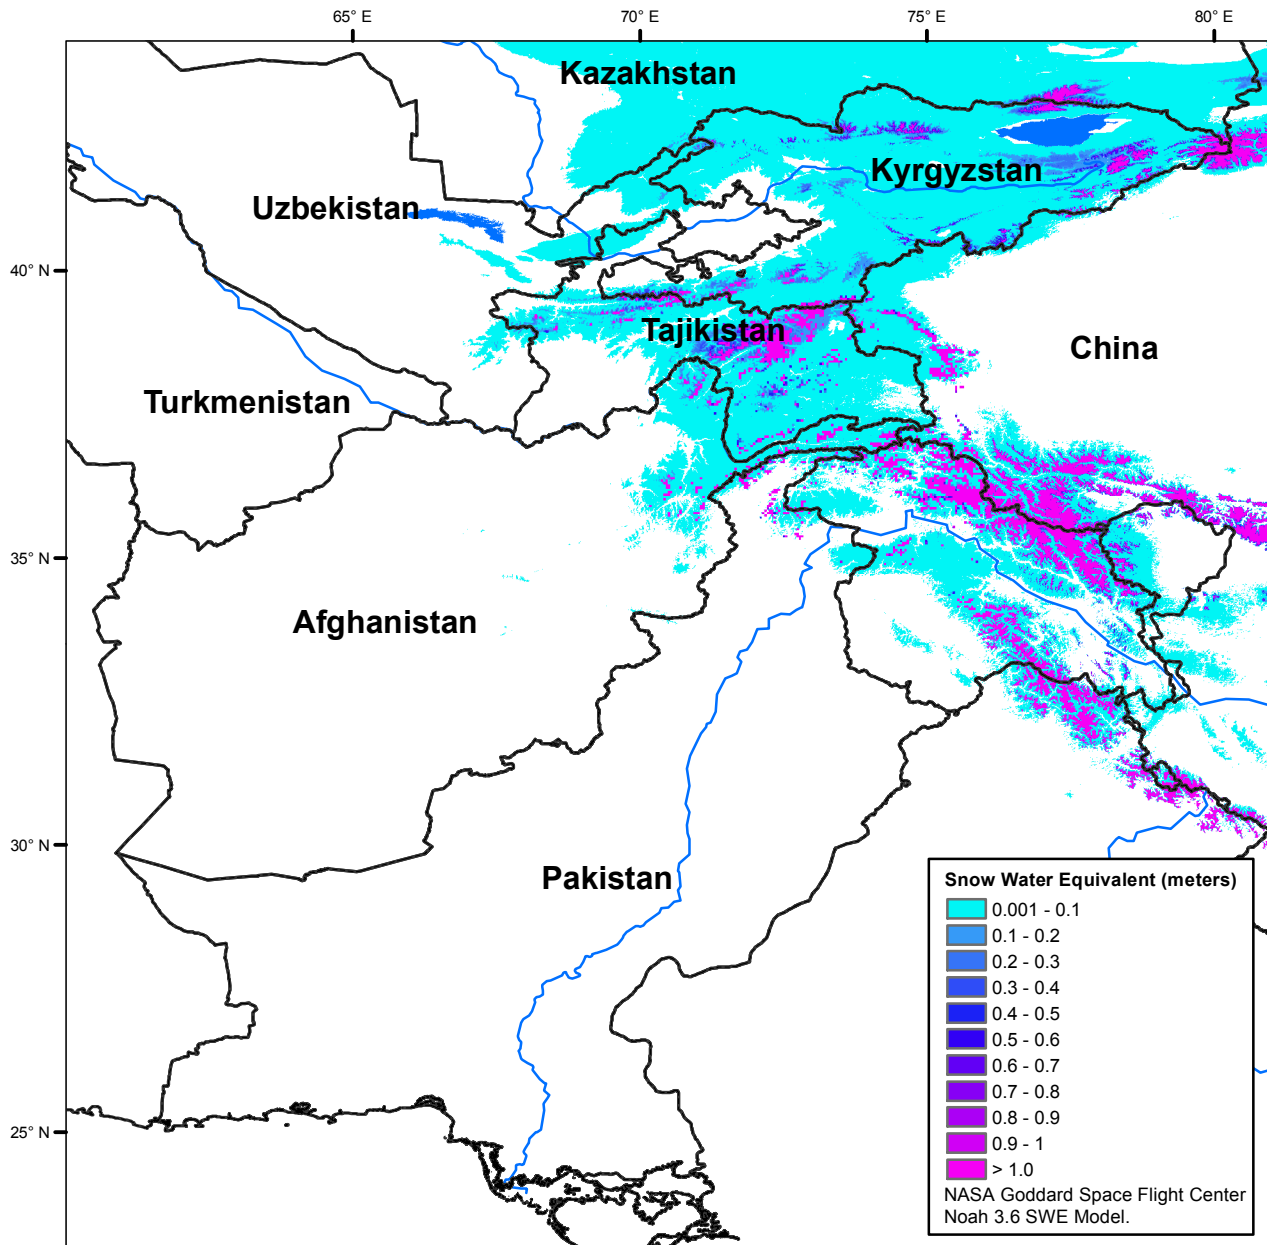 65° E
70° E
75° E
80° E
Kazakhstan
Kyrgyzstan
Uzbekistan
40° N
Tajikistan
China
Turkmenistan
35° N
Afghanistan
30° N
Pakistan
25° N
Snow Water Equivalent (meters)
0.001 - 0.1
0.1 - 0.2
0.2 - 0.3
0.3 - 0.4
0.4 - 0.5
0.5 - 0.6
0.6 - 0.7
0.7 - 0.8
0.8 - 0.9
0.9 - 1
> 1.0
NASA Goddard Space Flight Center
Noah 3.6 SWE Model.